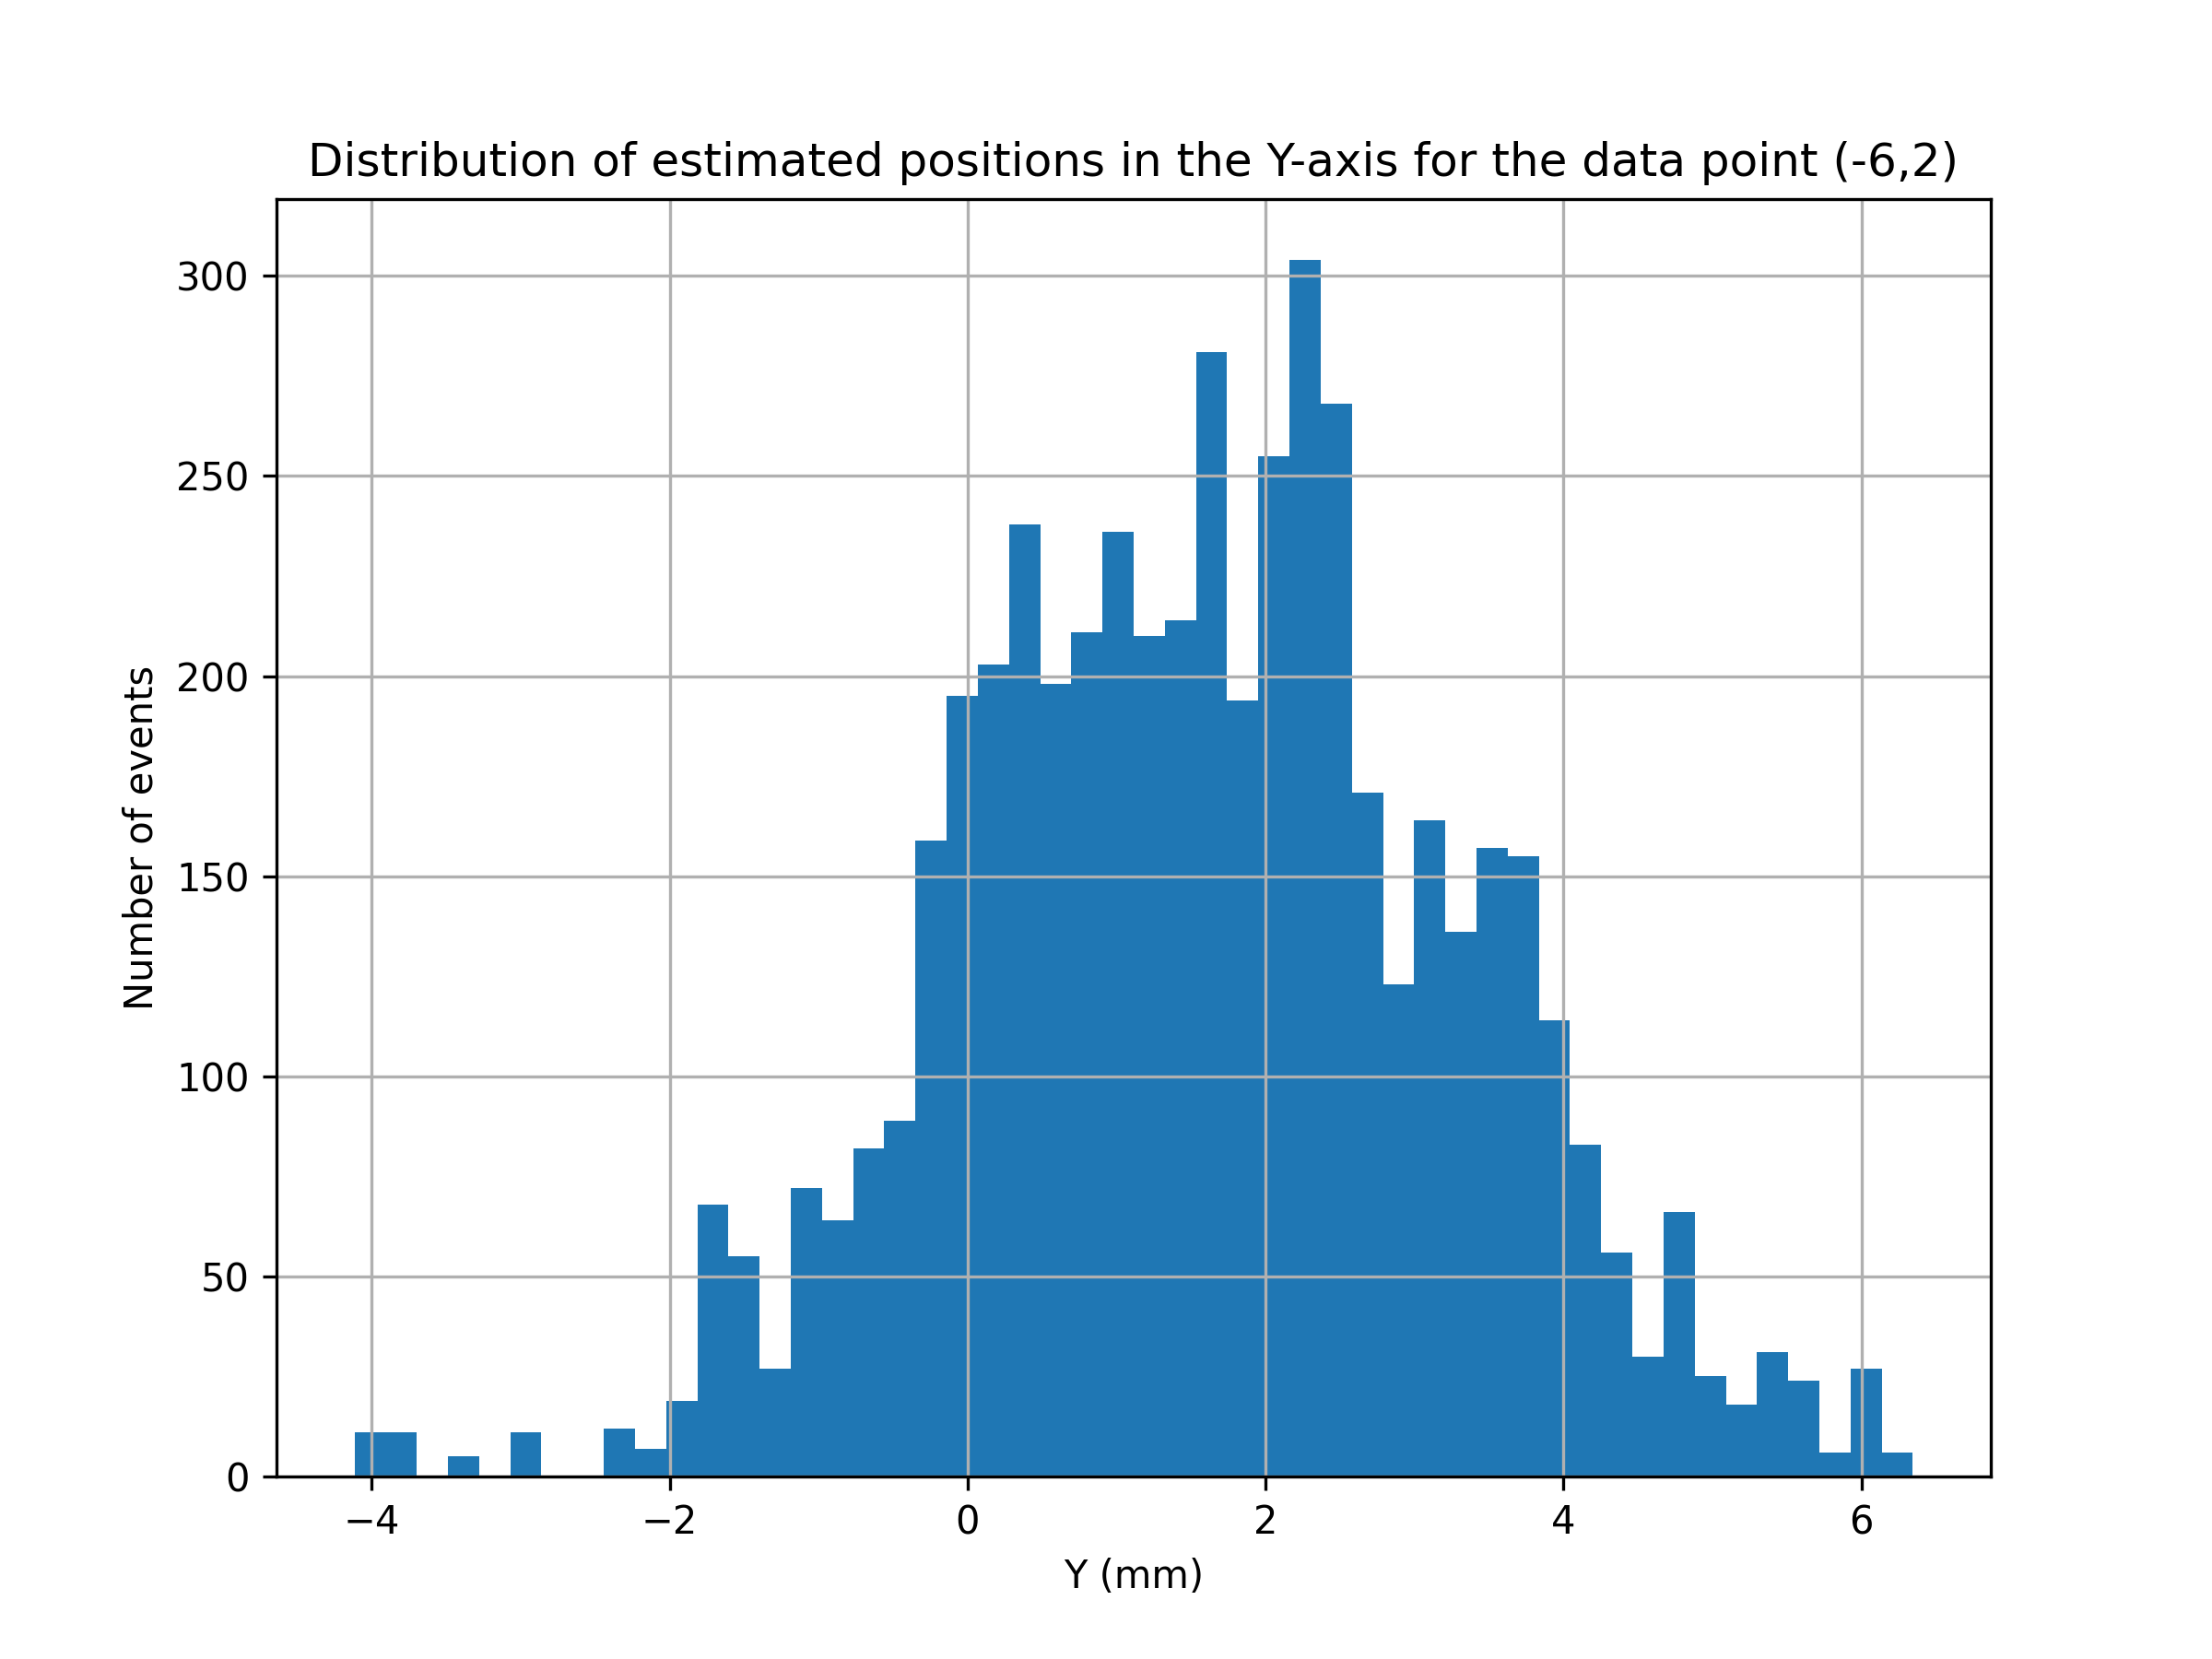 Distribution of estimated positions in the Y-axis for the data point (-6,2)
300
250
200
150
100
50
0
Number of events
−4 −2 0 2 4 6
Y (mm)